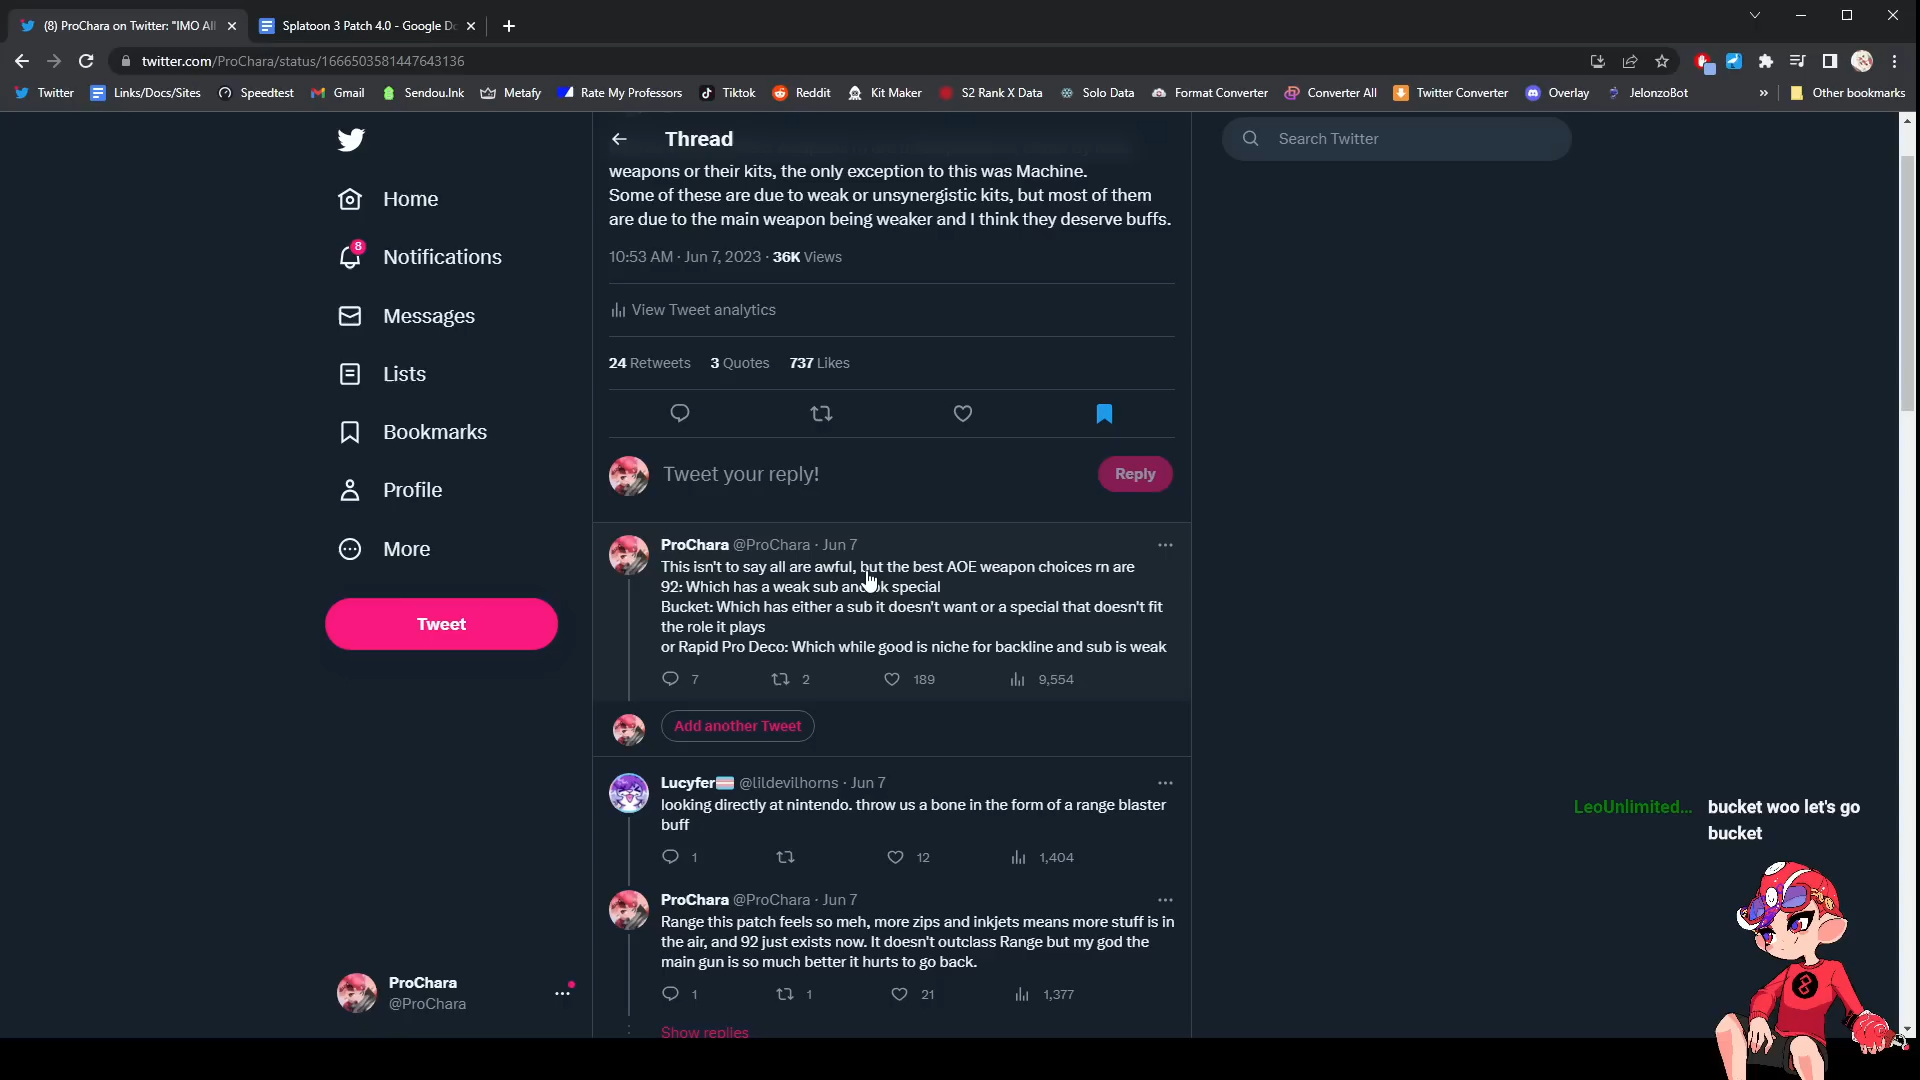 (8) ProChara on Twitter: "IMO All
Splatoon 3 Patch 4.0 - Google Do
twitter.com/ProChara/status/1666503581447643136
Twitter
Links/Docs/Sites
Speedtest
Gmail
Sendou.Ink
Metafy
Rate My Professors
Tiktok
Reddit
Kit Maker
S2 Rank X Data
Solo Data
Format Converter
Converter All
Twitter Converter
Overlay
JelonzoBot
»
Other bookmarks
Home
8
Notifications
Messages
Lists
Bookmarks
Profile
More
Tweet
ProChara
@ProChara
Thread
weapons or their kits, the only exception to this was Machine.
Some of these are due to weak or unsynergistic kits, but most of them
are due to the main weapon being weaker and I think they deserve buffs.
10:53 AM · Jun 7, 2023 · 36K Views
View Tweet analytics
24 Retweets 3 Quotes 737 Likes
Tweet your reply!
Reply
ProChara @ProChara · Jun 7
This isn't to say all are awful, but the best AOE weapon choices rn are
92: Which has a weak sub and ok special
Bucket: Which has either a sub it doesn't want or a special that doesn't fit
the role it plays
or Rapid Pro Deco: Which while good is niche for backline and sub is weak
7 2 189 9,554
Add another Tweet
Lucyfer @lildevilhorns · Jun 7
looking directly at nintendo. throw us a bone in the form of a range blaster
buff
1 12 1,404
ProChara @ProChara · Jun 7
Range this patch feels so meh, more zips and inkjets means more stuff is in
the air, and 92 just exists now. It doesn't outclass Range but my god the
main gun is so much better it hurts to go back.
1 1 21 1,377
Show replies
Search Twitter
LeoUnlimited... bucket woo let's go
bucket